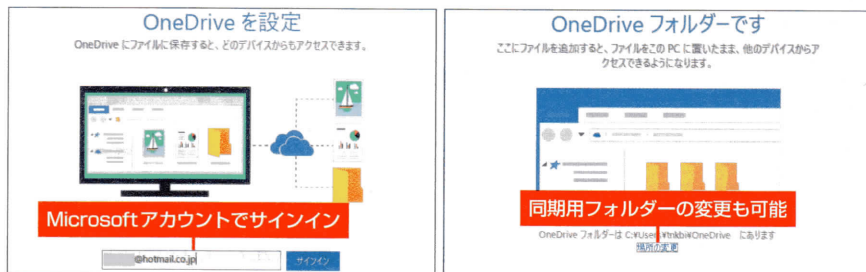 OneDrive を設定
OneDrive にファイルに保存すると、どのデバイスからもアクセスできます。
Microsoftアカウントでサインイン
@hotmail.co.jp
サインイン
OneDrive フォルダーです
ここにファイルを追加すると、ファイルをこの PC に置いたまま、他のデバイスからア
クセスできるようになります。
同期用フォルダーの変更も可能
OneDrive フォルダーは C:¥Users¥tnkbi¥OneDrive にあります
場所の変更